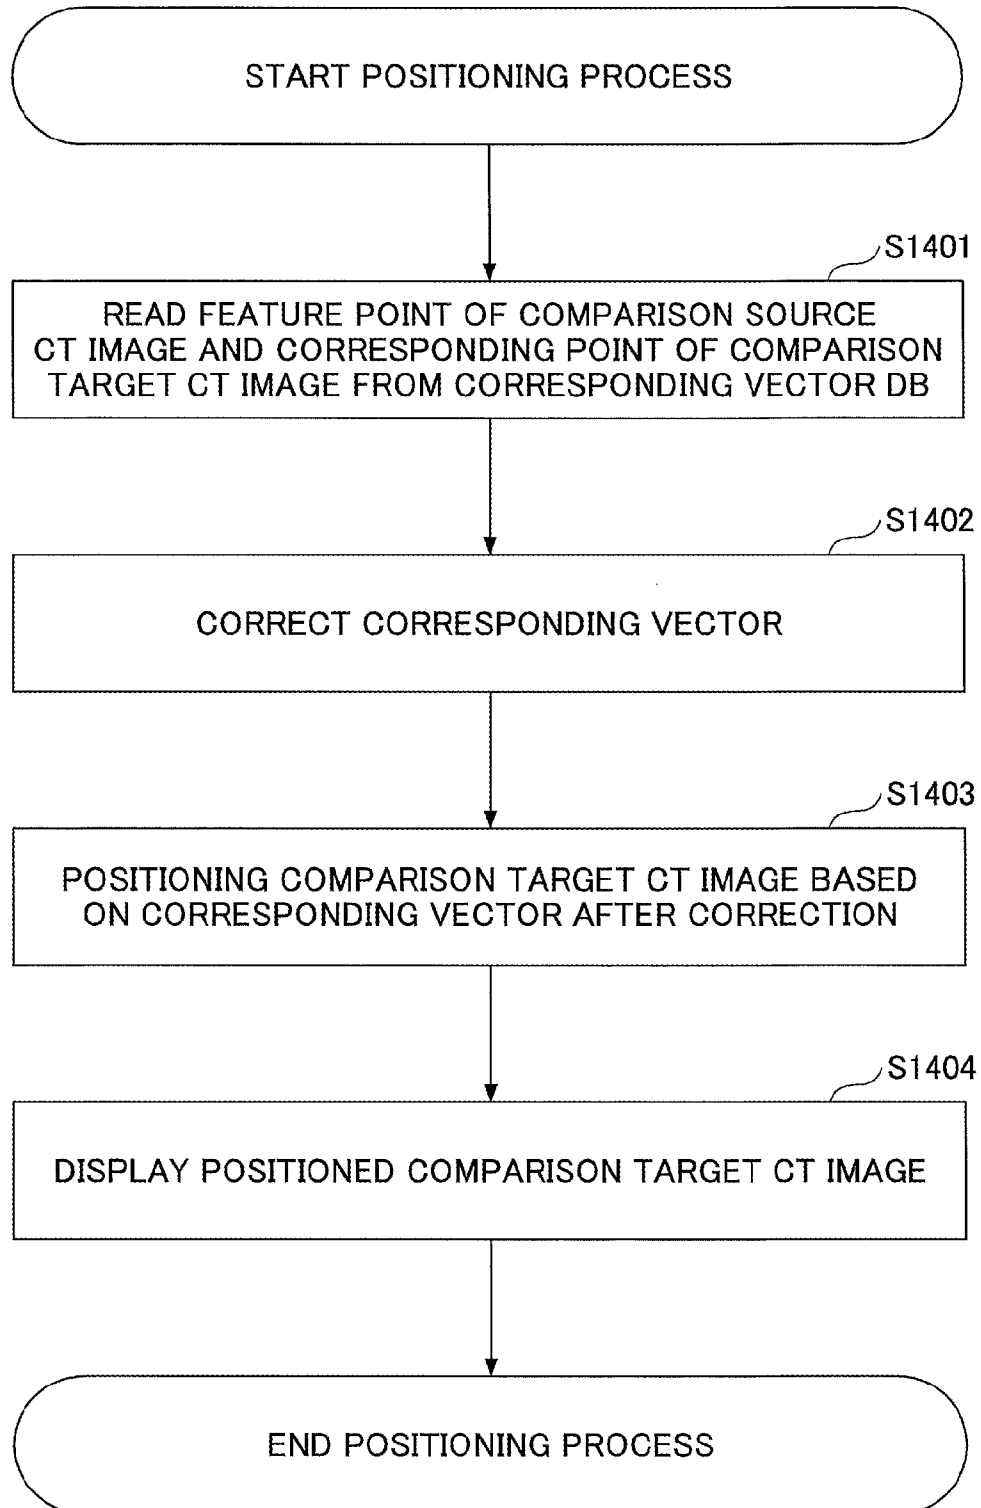 START POSITIONING PROCESS
S1401
READ FEATURE POINT OF COMPARISON SOURCE
CT IMAGE AND CORRESPONDING POINT OF COMPARISON
TARGET CT IMAGE FROM CORRESPONDING VECTOR DB
S1402
CORRECT CORRESPONDING VECTOR
S1403
POSITIONING COMPARISON TARGET CT IMAGE BASED
ON CORRESPONDING VECTOR AFTER CORRECTION
S1404
DISPLAY POSITIONED COMPARISON TARGET CT IMAGE
END POSITIONING PROCESS